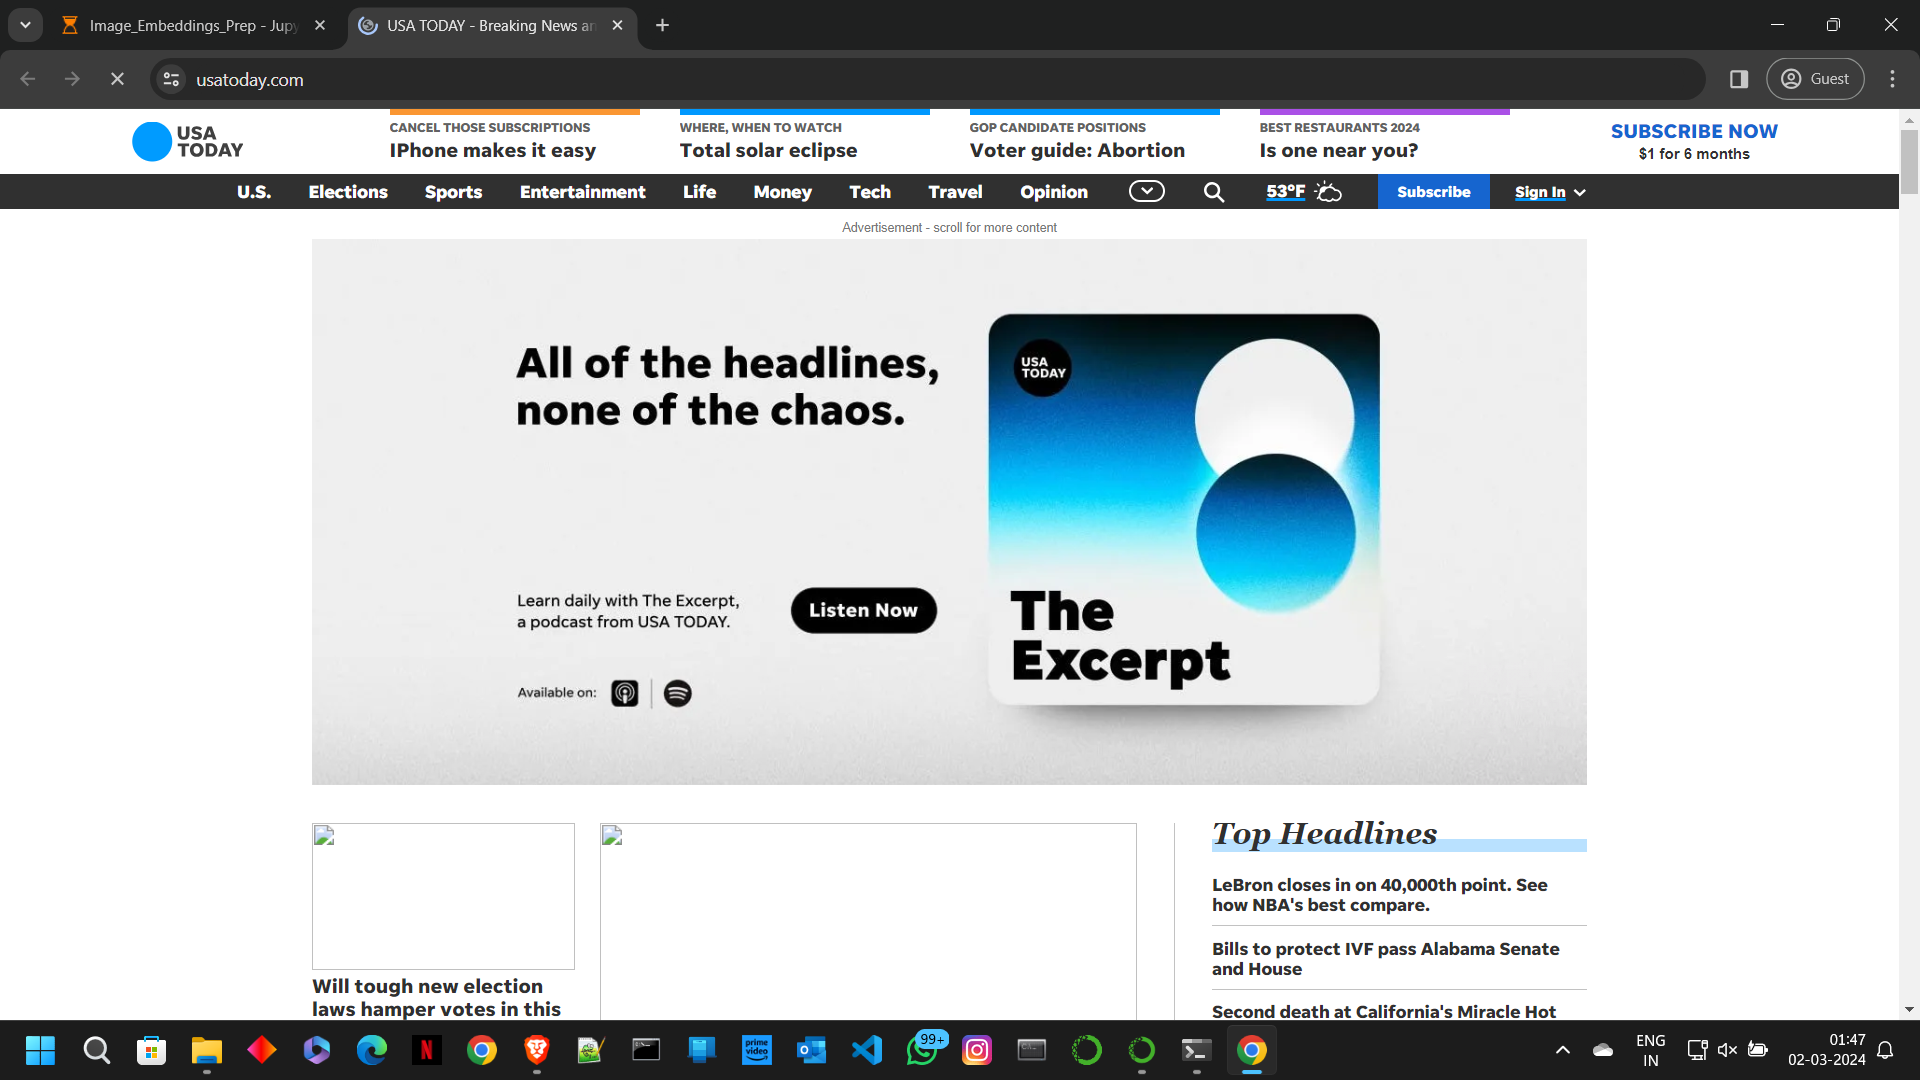 Image_Embeddings_Prep - Jupy
USA TODAY - Breaking News an
usatoday.com
Guest
USA
TODAY
CANCEL THOSE SUBSCRIPTIONS
IPhone makes it easy
WHERE, WHEN TO WATCH
Total solar eclipse
GOP CANDIDATE POSITIONS
Voter guide: Abortion
BEST RESTAURANTS 2024
Is one near you?
SUBSCRIBE NOW
$1 for 6 months
U.S. Elections Sports Entertainment Life Money Tech Travel Opinion 53°F Subscribe Sign In
Advertisement - scroll for more content
All of the headlines,
none of the chaos.
Learn daily with The Excerpt,
a podcast from USA TODAY.
Listen Now
Available on:
USA
TODAY
The
Excerpt
Will tough new election
laws hamper votes in this
Top Headlines
LeBron closes in on 40,000th point. See
how NBA's best compare.
Bills to protect IVF pass Alabama Senate
and House
Second death at California's Miracle Hot
N
prime
video
99+
ENG
IN
01:47
02-03-2024